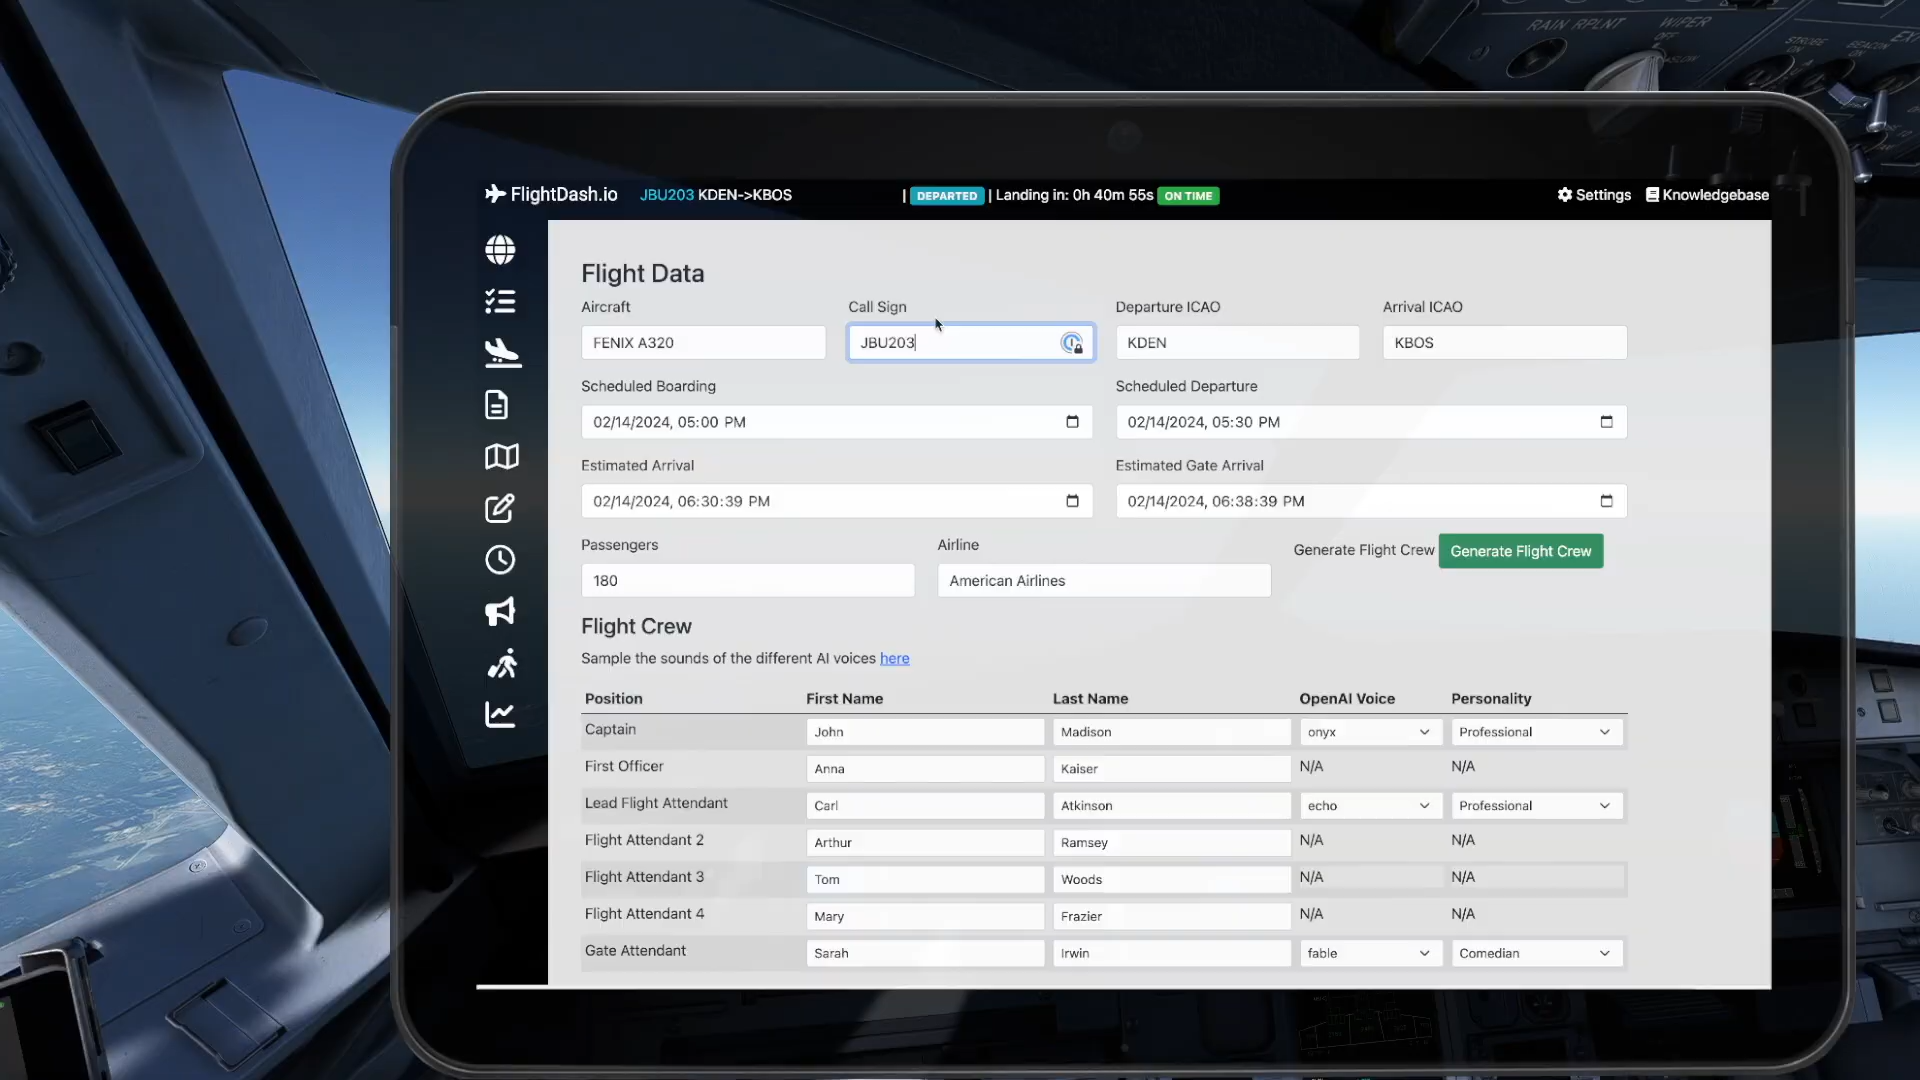 RAIN RPLNT
WIPER
OFF
FlightDash.io
JBU203 KDEN->KBOS
| DEPARTED | Landing in: 0h 40m 55s ON TIME
Settings
Knowledgebase
Flight Data
Aircraft
Call Sign
Departure ICAO
Arrival ICAO
FENIX A320
JBU203
KDEN
KBOS
Scheduled Boarding
Scheduled Departure
02/14/2024, 05:00 PM
02/14/2024, 05:30 PM
Estimated Arrival
Estimated Gate Arrival
02/14/2024, 06:30:39 PM
02/14/2024, 06:38:39 PM
Passengers
Airline
Generate Flight Crew
Generate Flight Crew
180
American Airlines
Flight Crew
Sample the sounds of the different AI voices here
Position First Name Last Name OpenAI Voice Personality
Captain John Madison onyx Professional
First Officer Anna Kaiser N/A N/A
Lead Flight Attendant Carl Atkinson echo Professional
Flight Attendant 2 Arthur Ramsey N/A N/A
Flight Attendant 3 Tom Woods N/A N/A
Flight Attendant 4 Mary Frazier N/A N/A
Gate Attendant Sarah Irwin fable Comedian